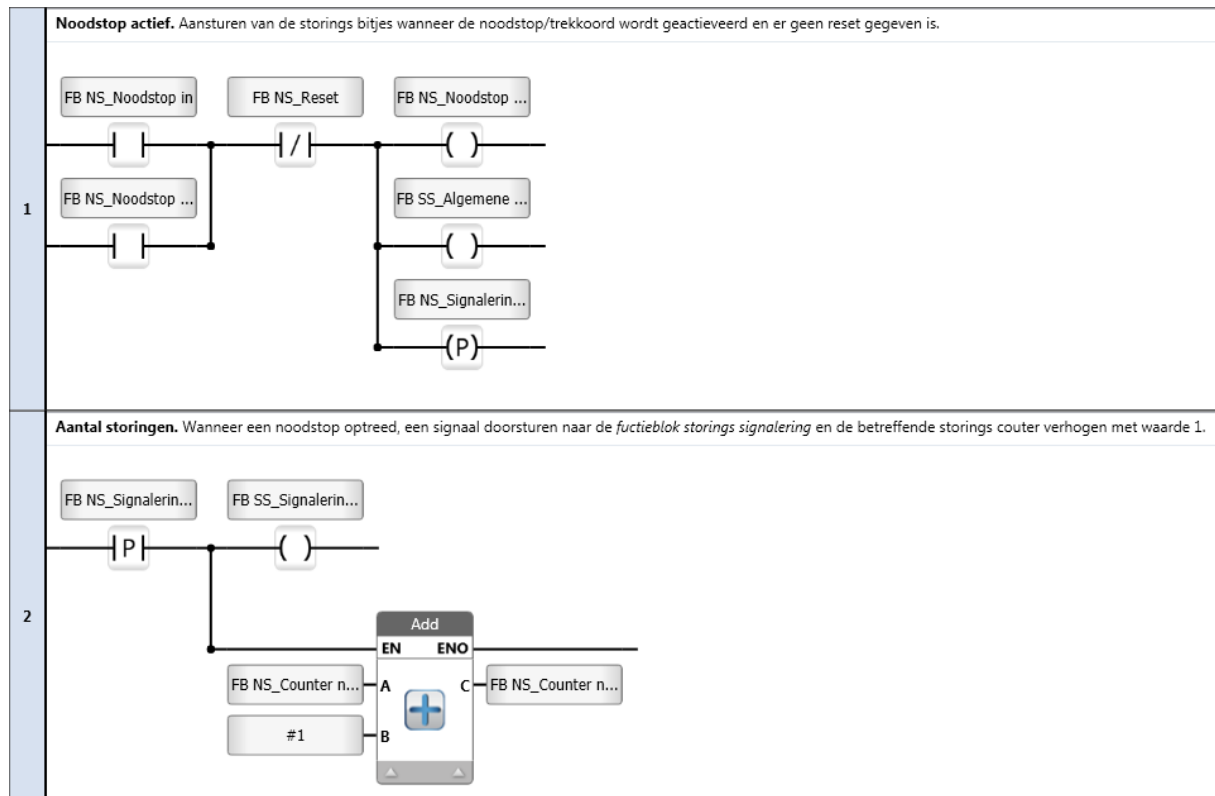 Noodstop actief. Aansturen van de storings bitjes wanneer de noodstop/trekkoord wordt geactieveerd en er geen reset gegeven is.
FB NS_Noodstop in
FB NS_Reset
FB NS_Noodstop ...
( )
/
FB NS_Noodstop ...
FB SS_Algemene ...
( )
1
FB NS_Signalerin...
(P)
Aantal storingen. Wanneer een noodstop optreed, een signaal doorsturen naar de fuctieblok storings signalering en de betreffende storings couter verhogen met waarde 1.
FB NS_Signalerin...
FB SS_Signalerin...
P
( )
2
Add
EN ENO
FB NS_Counter n...
A
C
FB NS_Counter n...
#1
B